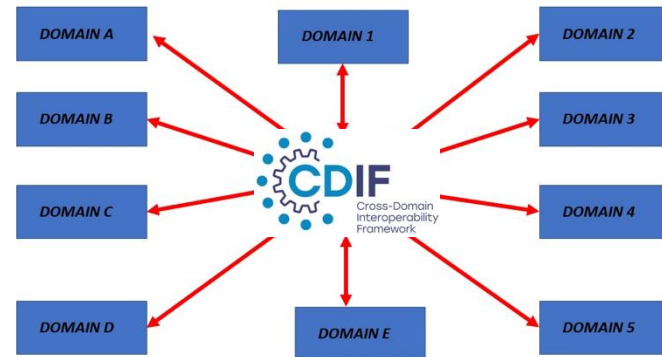 DOMAIN A
DOMAIN 1
DOMAIN 2
DOMAIN B
DOMAIN 3
CDIF
Cross-Domain
Interoperability
Framework
DOMAIN C
DOMAIN 4
DOMAIN D
DOMAIN E
DOMAIN 5